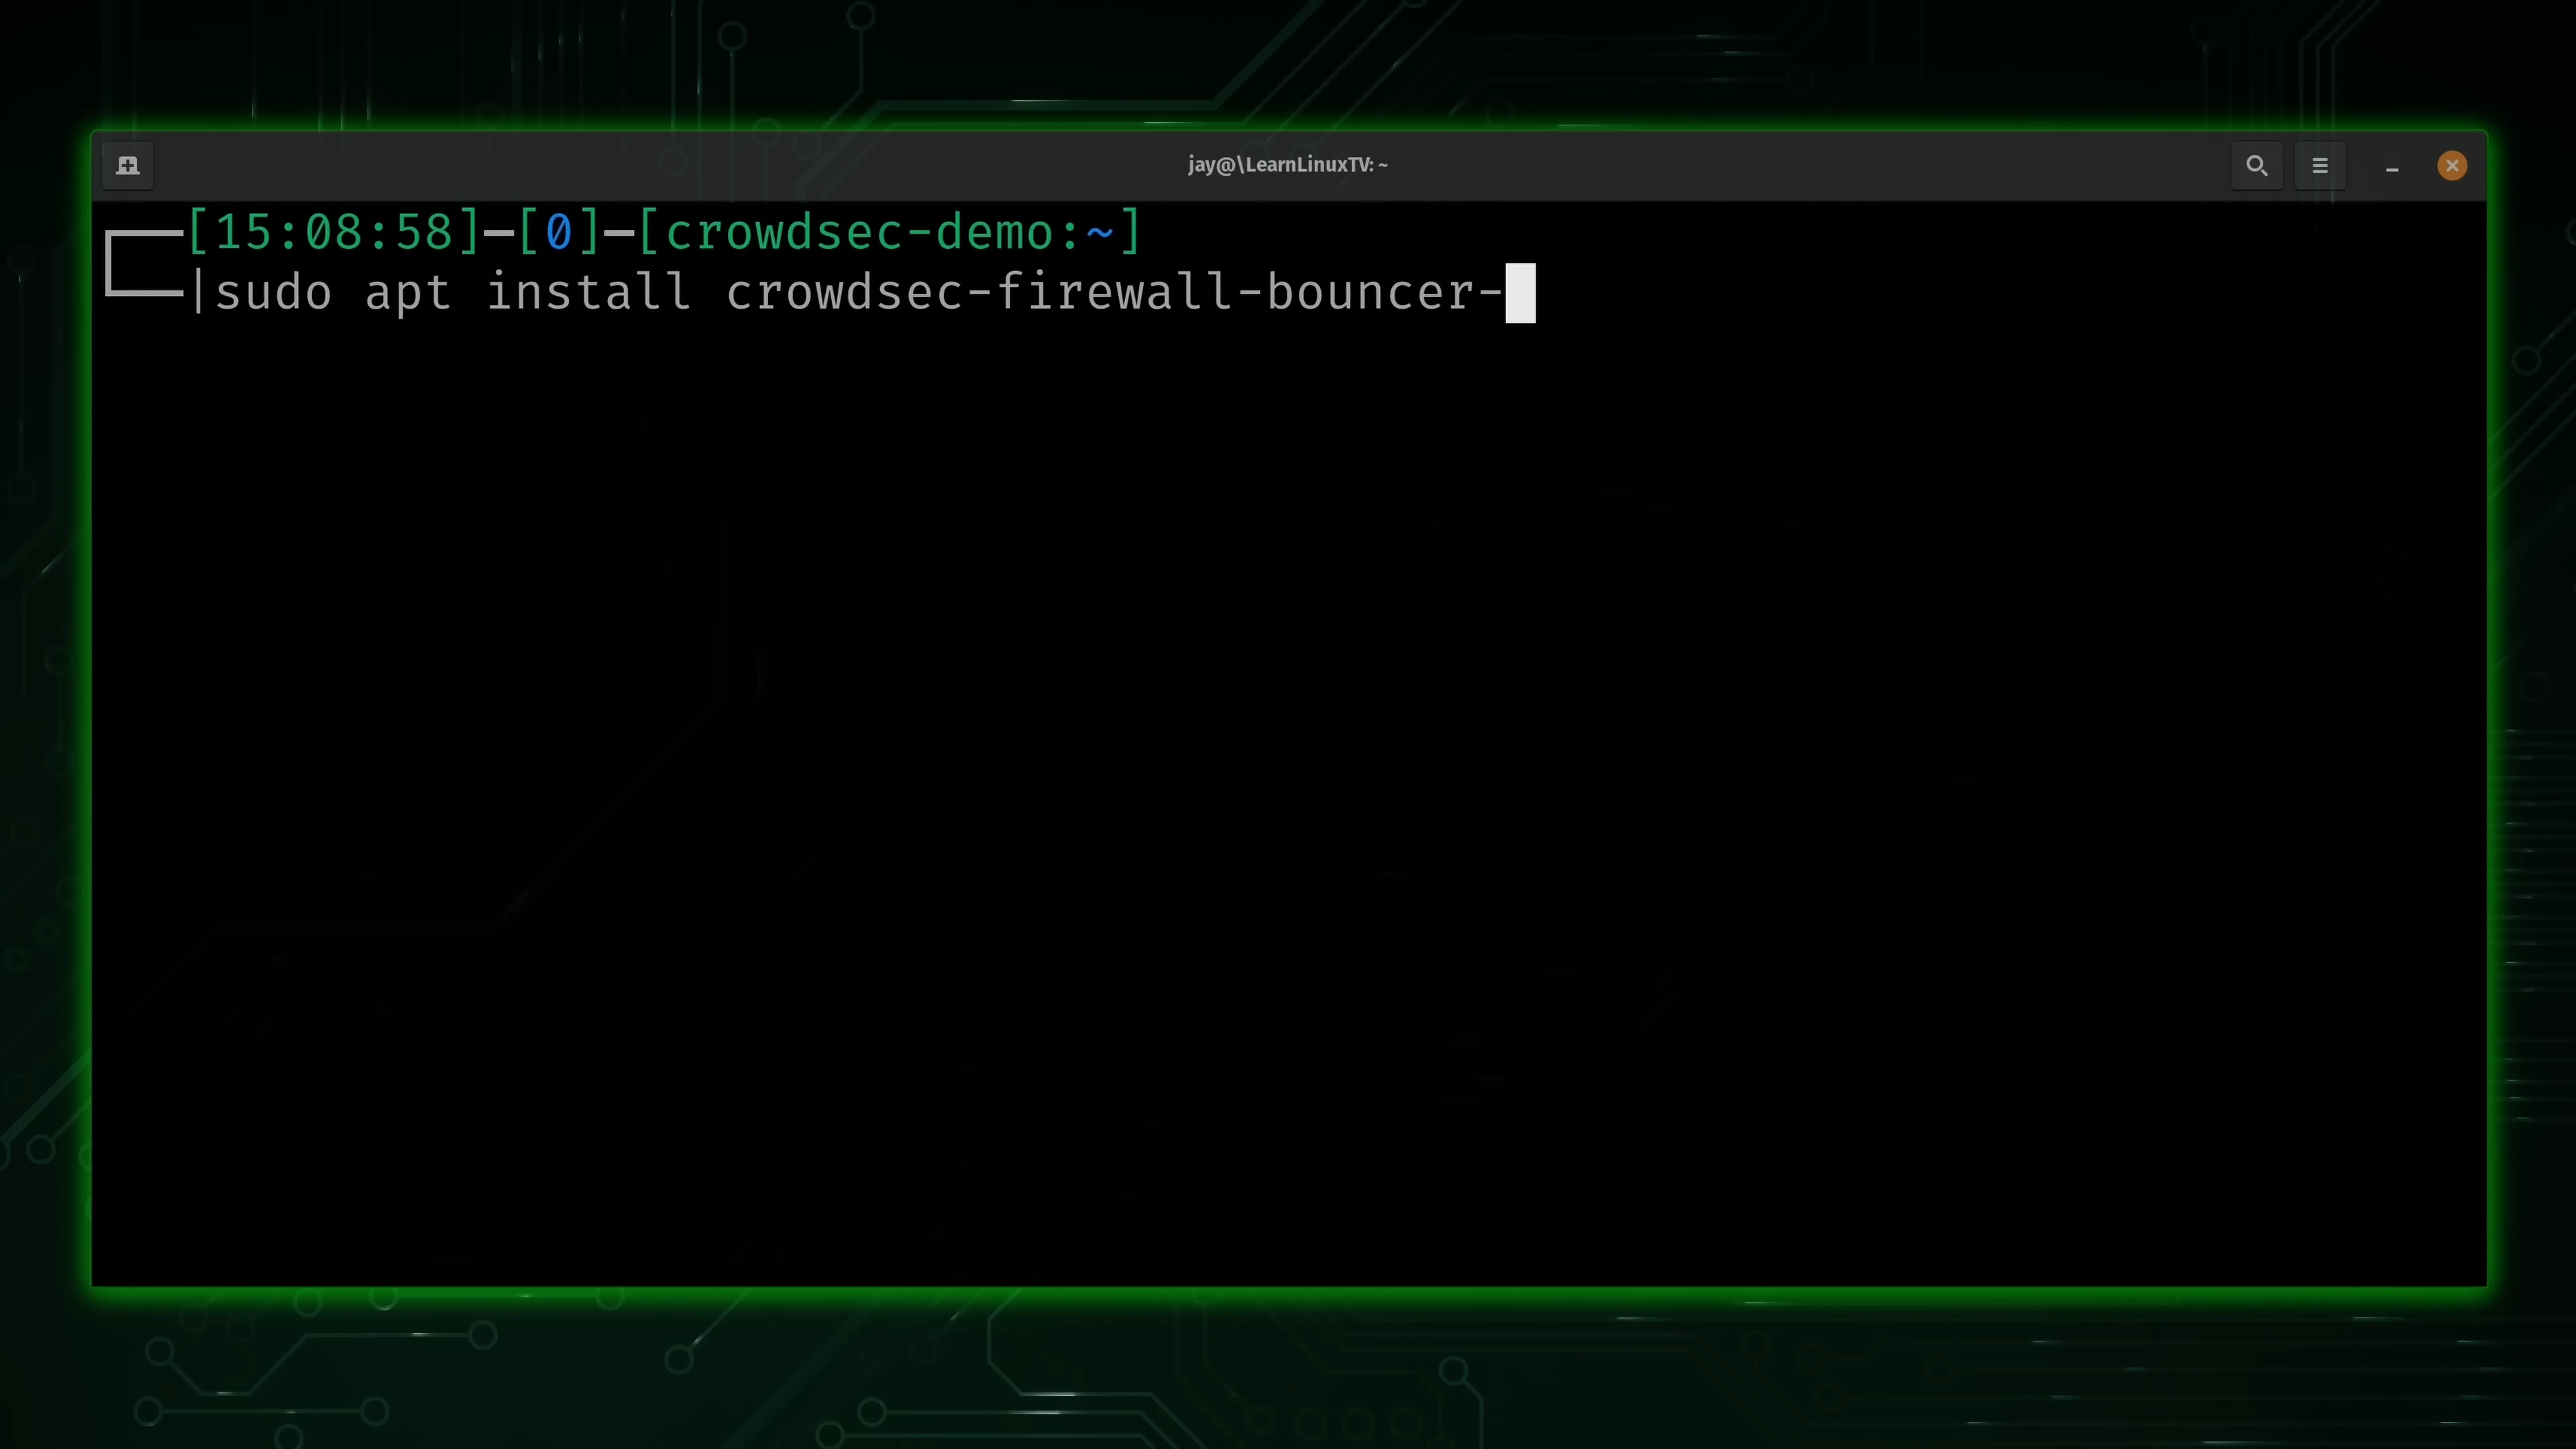 jay@\LearnLinuxTV: ~
[15:08:58]-[0]-[crowdsec-demo:~]
|sudo apt install crowdsec-firewall-bouncer-